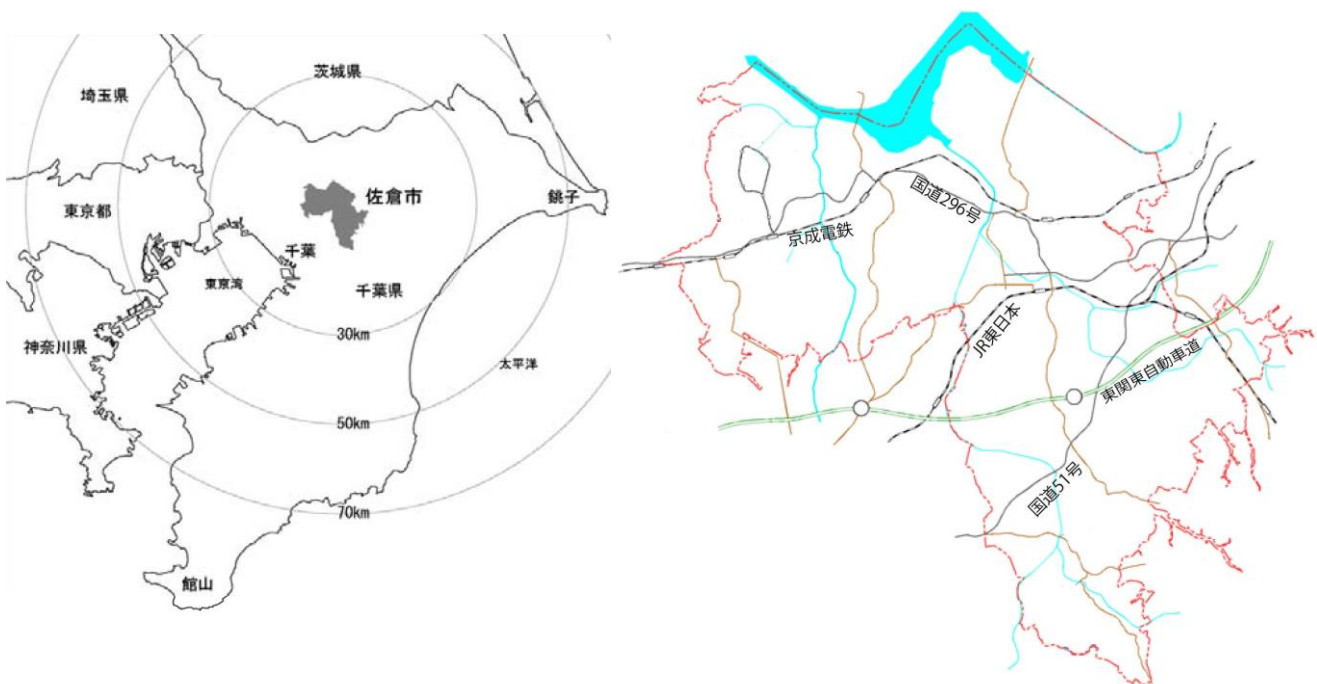 茨城県
埼玉県
佐倉市
東京都
銚子
千葉
東京湾
千葉県
30km
神奈川県
太平洋
50km
70km
館山
国道296号
京成電鉄
JR東日本
東関東自動車道
国道51号